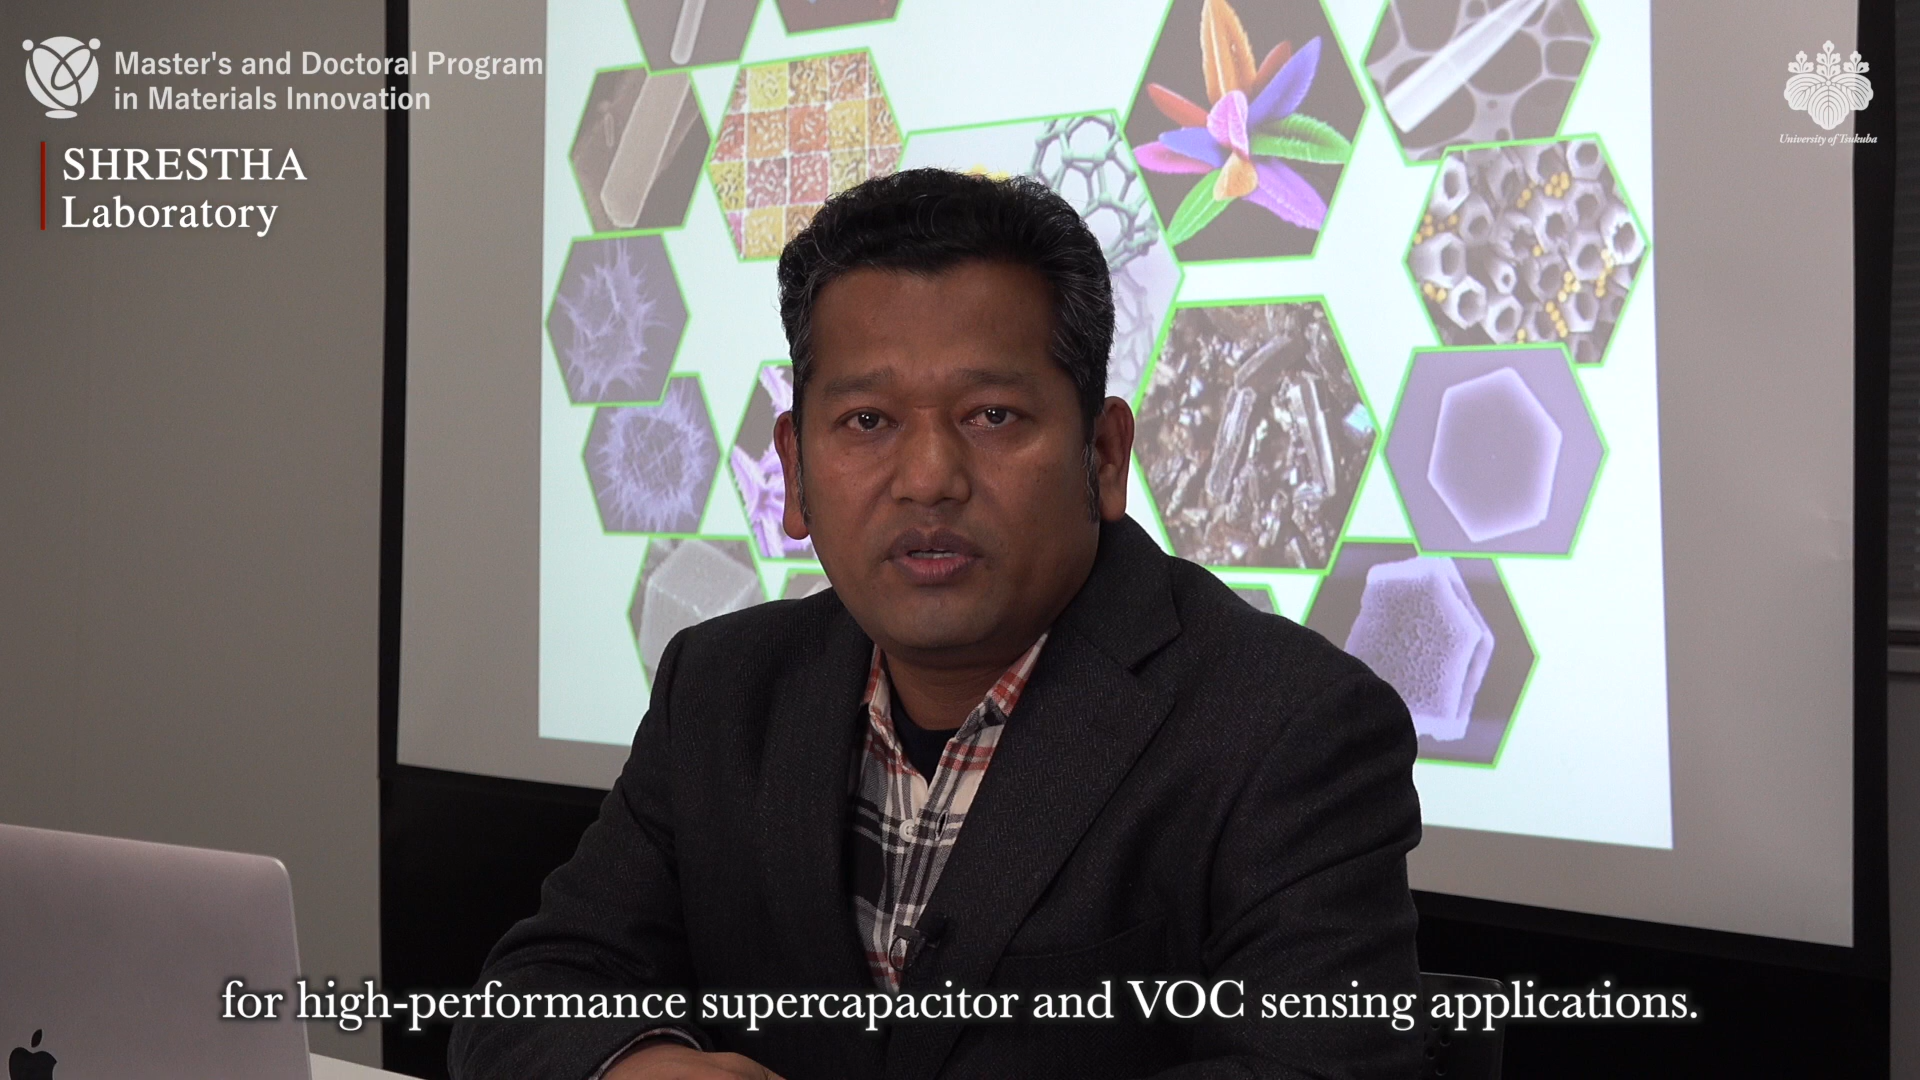 Master's and Doctoral Program
in Materials Innovation
SHRESTHA
Laboratory
University of Tsukuba
for high-performance supercapacitor and VOC sensing applications.